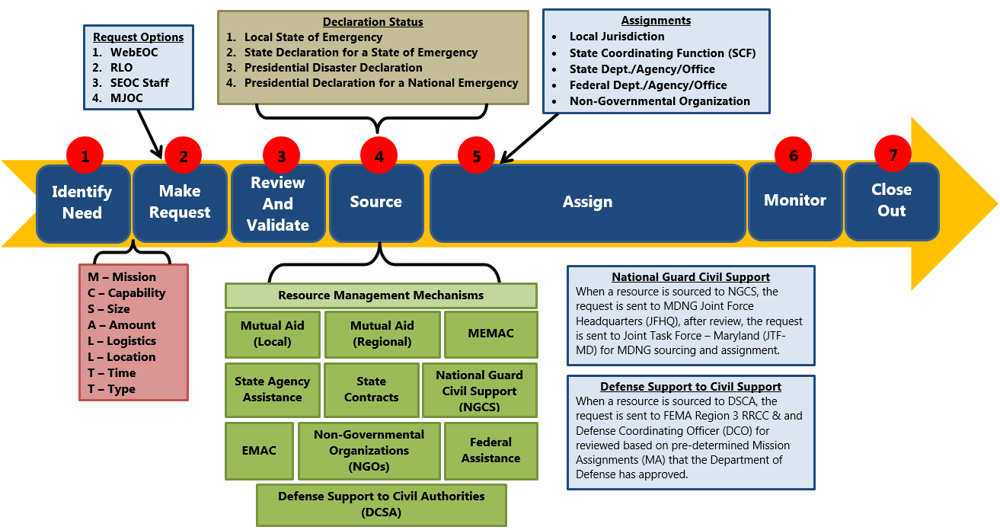 Request Options
1. WebEOC
2. RLO
3. SEOC Staff
4. MJOC
Declaration Status
1. Local State of Emergency
2. State Declaration for a State of Emergency
3. Presidential Disaster Declaration
4. Presidential Declaration for a National Emergency
Assignments
• Local Jurisdiction
• State Coordinating Function (SCF)
• State Dept./Agency/Office
• Federal Dept./Agency/Office
• Non-Governmental Organization
1
Identify
Need
2
Make
Request
3
Review
And
Validate
4
Source
5
Assign
6
Monitor
7
Close
Out
M – Mission
C – Capability
S – Size
A – Amount
L – Logistics
L – Location
T – Time
T – Type
Resource Management Mechanisms
Mutual Aid
(Local)
Mutual Aid
(Regional)
MEMAC
State Agency
Assistance
State
Contracts
National Guard
Civil Support
(NGCS)
EMAC
Non-Governmental
Organizations
(NGOs)
Federal
Assistance
Defense Support to Civil Authorities
(DCSA)
National Guard Civil Support
When a resource is sourced to NGCS, the
request is sent to MDNG Joint Force
Headquarters (JFHQ), after review, the request
is sent to Joint Task Force – Maryland (JTF-
MD) for MDNG sourcing and assignment.
Defense Support to Civil Support
When a resource is sourced to DSCA, the
request is sent to FEMA Region 3 RRCC & and
Defense Coordinating Officer (DCO) for
reviewed based on pre-determined Mission
Assignments (MA) that the Department of
Defense has approved.